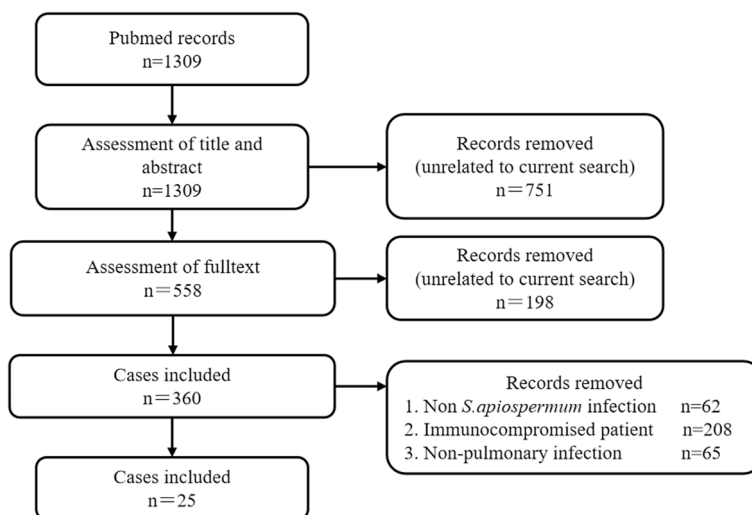 Pubmed records
n=1309
Assessment of title and
abstract
n=1309
Records removed
(unrelated to current search)
n＝751
Assessment of fulltext
n＝558
Records removed
(unrelated to current search)
n＝198
Cases included
n＝360
Records removed
1. Non S.apiospermum infection n=62
2. Immunocompromised patient n=208
3. Non-pulmonary infection n=65
Cases included
n＝25